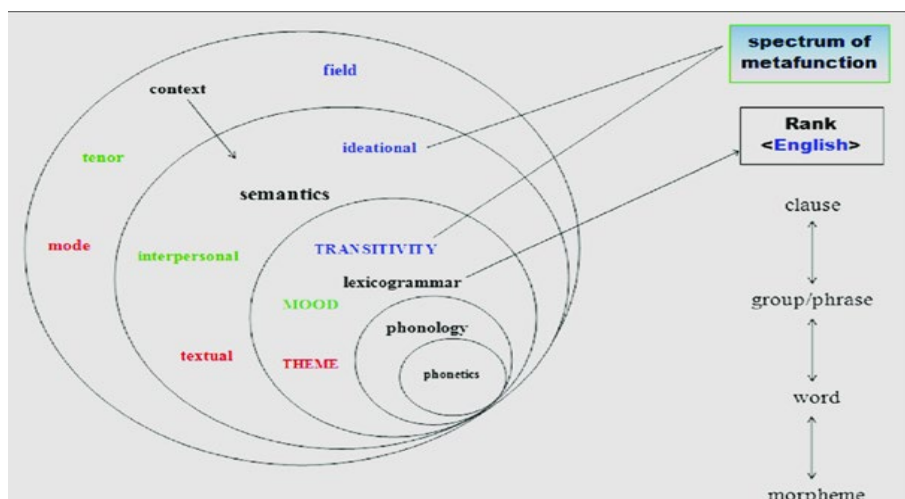 spectrum of
metafunction
field
context
Rank
<English>
ideational
tenor
semantics
clause
mode
interpersonal
TRANSITIVITY
lexicogrammar
MOOD
group/phrase
phonology
textual
THEME
phonetics
word
morpheme